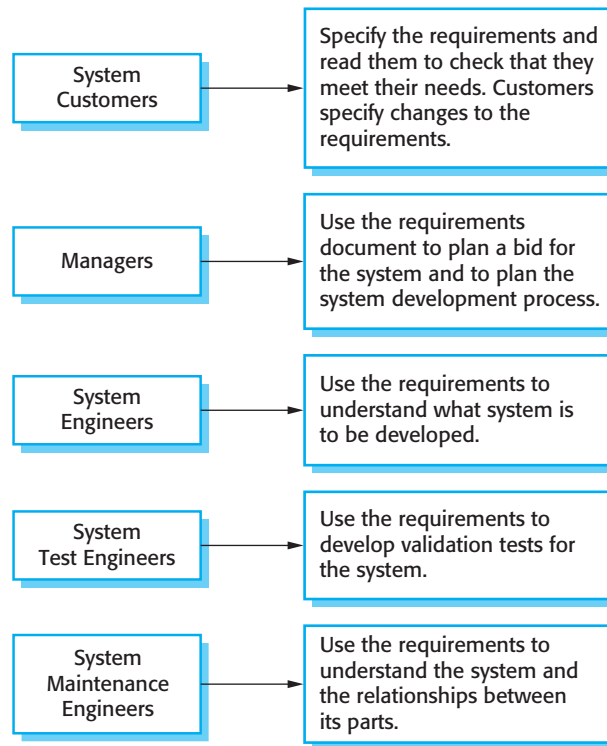 System
Customers
Specify the requirements and
read them to check that they
meet their needs. Customers
specify changes to the
requirements.
Managers
Use the requirements
document to plan a bid for
the system and to plan the
system development process.
System
Engineers
Use the requirements to
understand what system is
to be developed.
System
Test Engineers
Use the requirements to
develop validation tests for
the system.
System
Maintenance
Engineers
Use the requirements to
understand the system and
the relationships between
its parts.